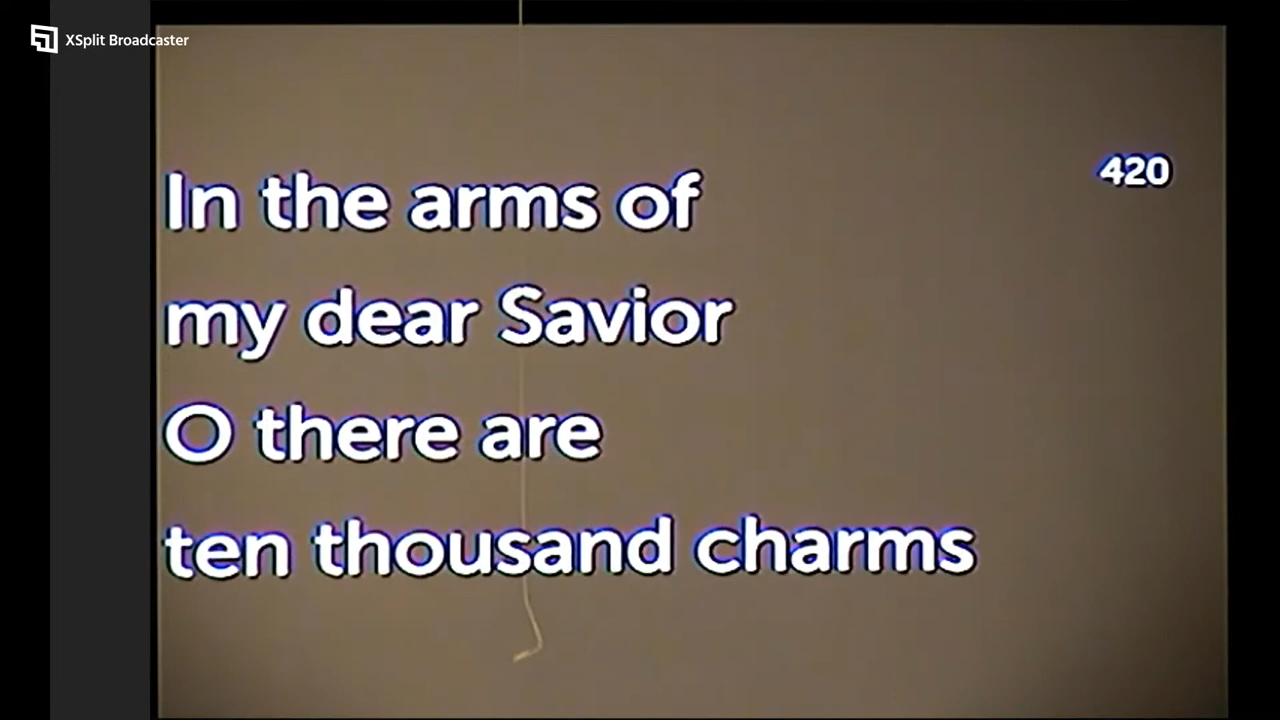 XSplit Broadcaster
420
In the arms of
my dear Savior
O there are
ten thousand charms